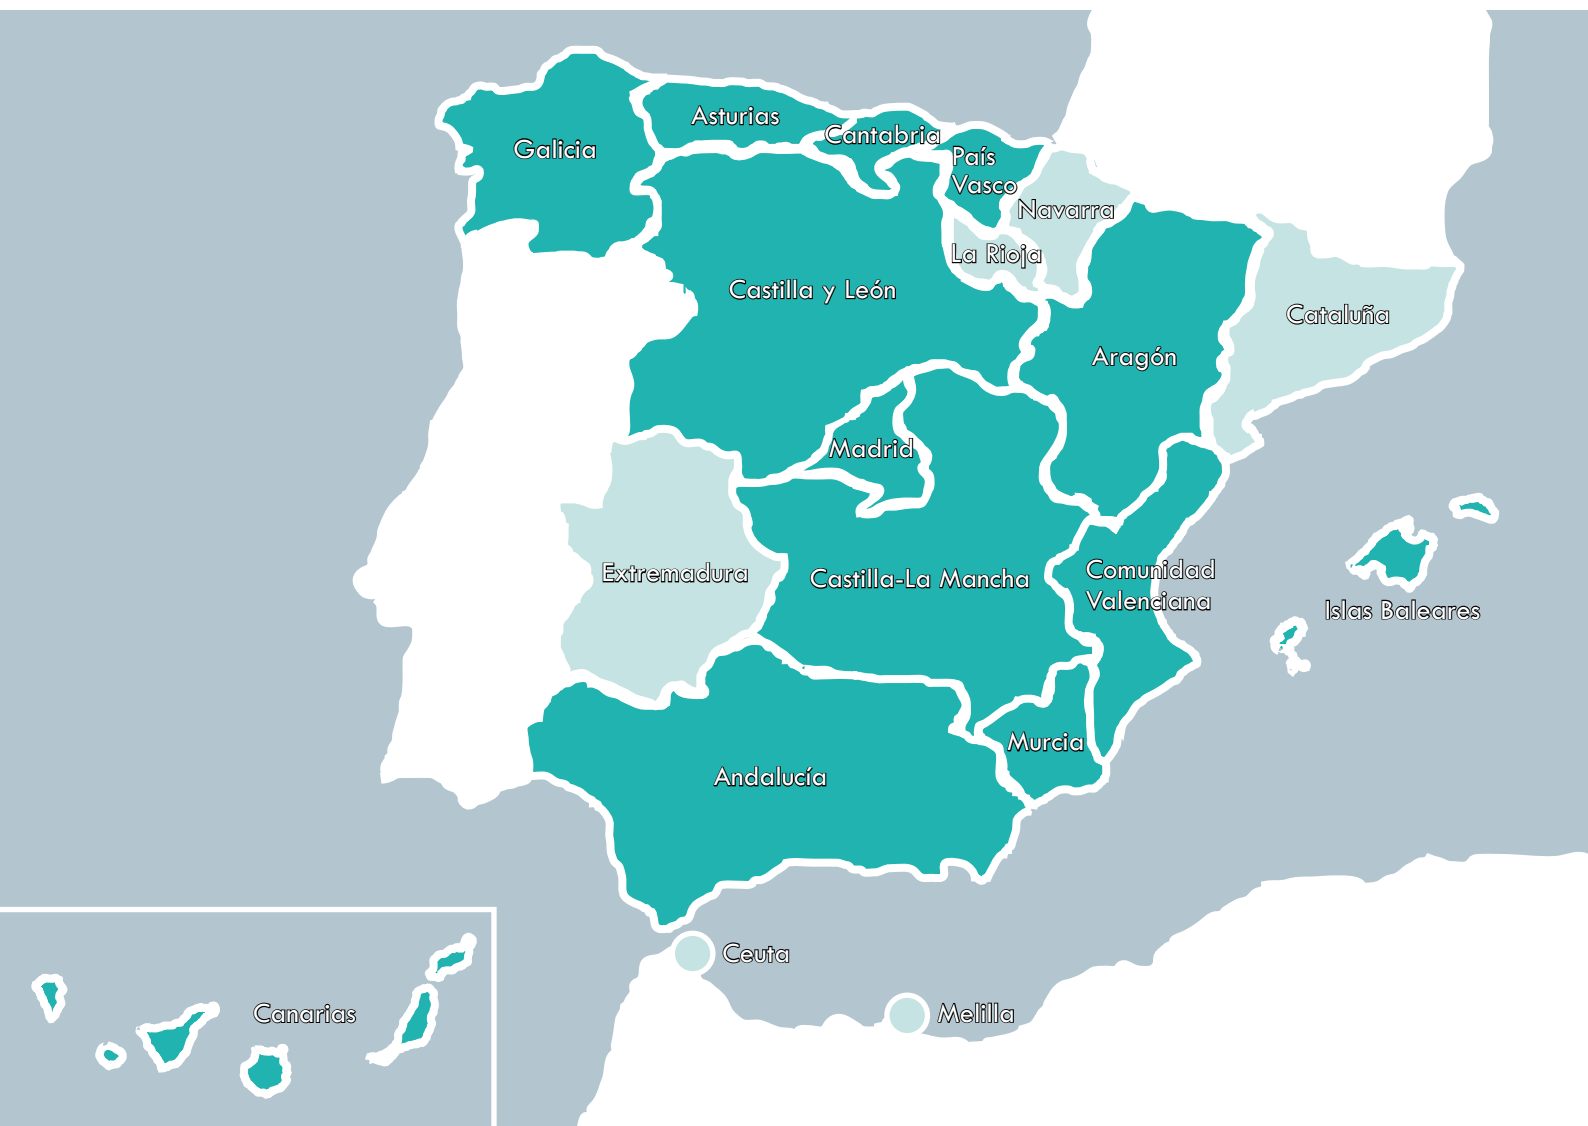 Asturias
Cantabria
Galicia
País
Vasco
Navarra
La Rioja
Castilla y León
Cataluña
Aragón
Madrid
Extremadura
Castilla-La Mancha
Comunidad
Valenciana
Islas Baleares
Murcia
Andalucía
Ceuta
Canarias
Melilla